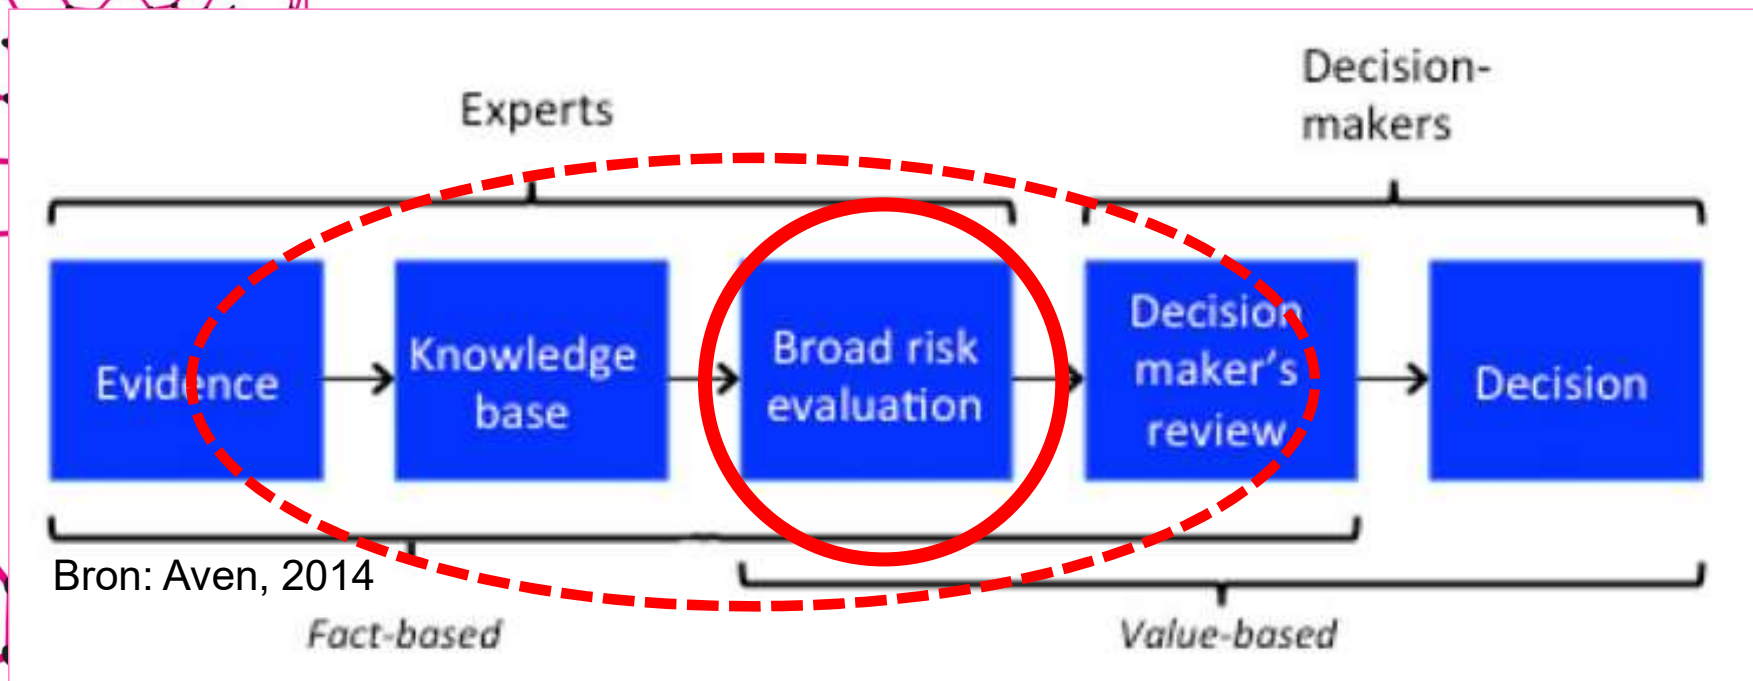 Experts
Decision-
makers
Evidence
Knowledge
base
Broad risk
evaluation
Decision
maker's
review
Decision
Bron: Aven, 2014
Fact-based
Value-based